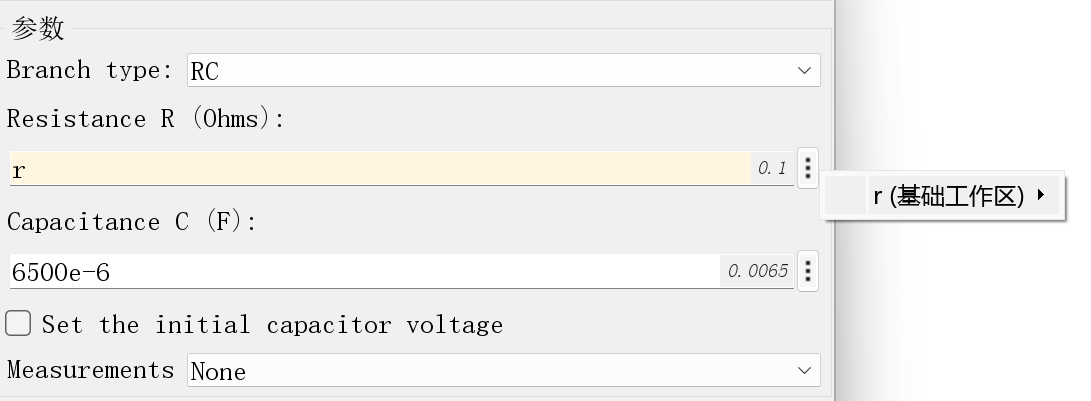 参数
Branch type: RC
Resistance R (Ohms):
r 0.1
r (基础工作区)
Capacitance C (F):
6500e-6 0.0065
Set the initial capacitor voltage
Measurements None